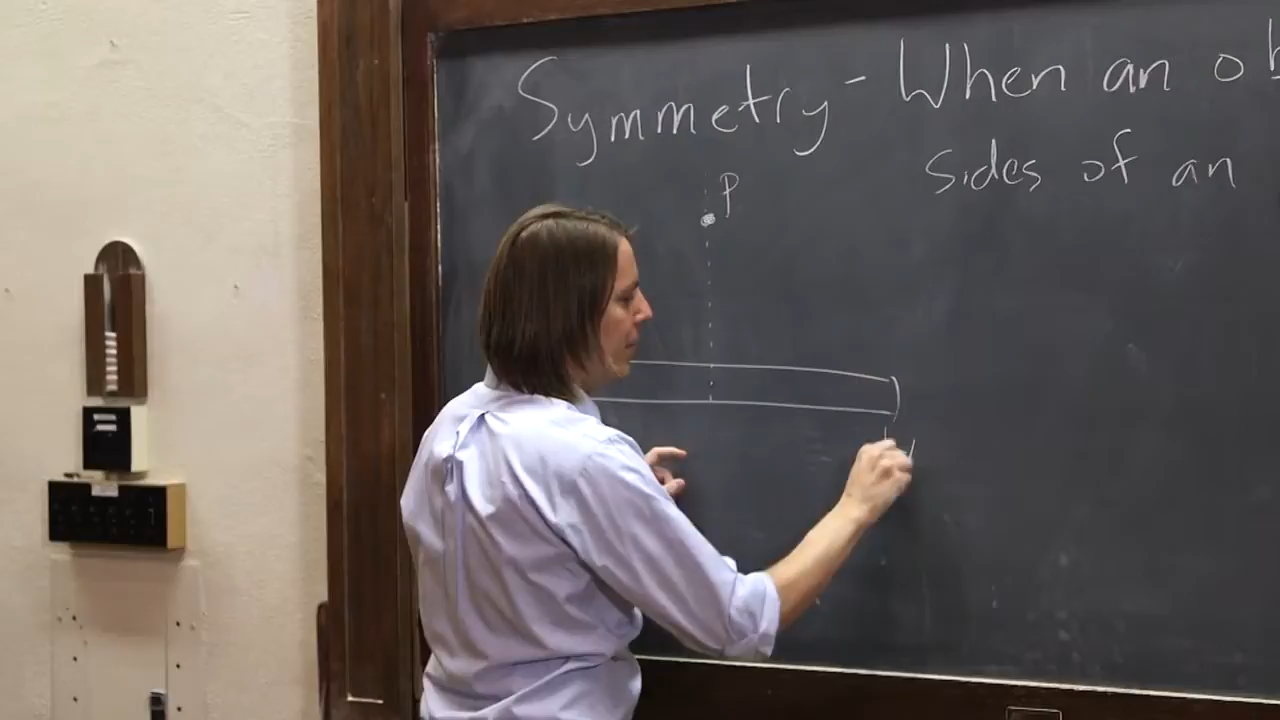 Symmetry - When an ob
sides of an
P